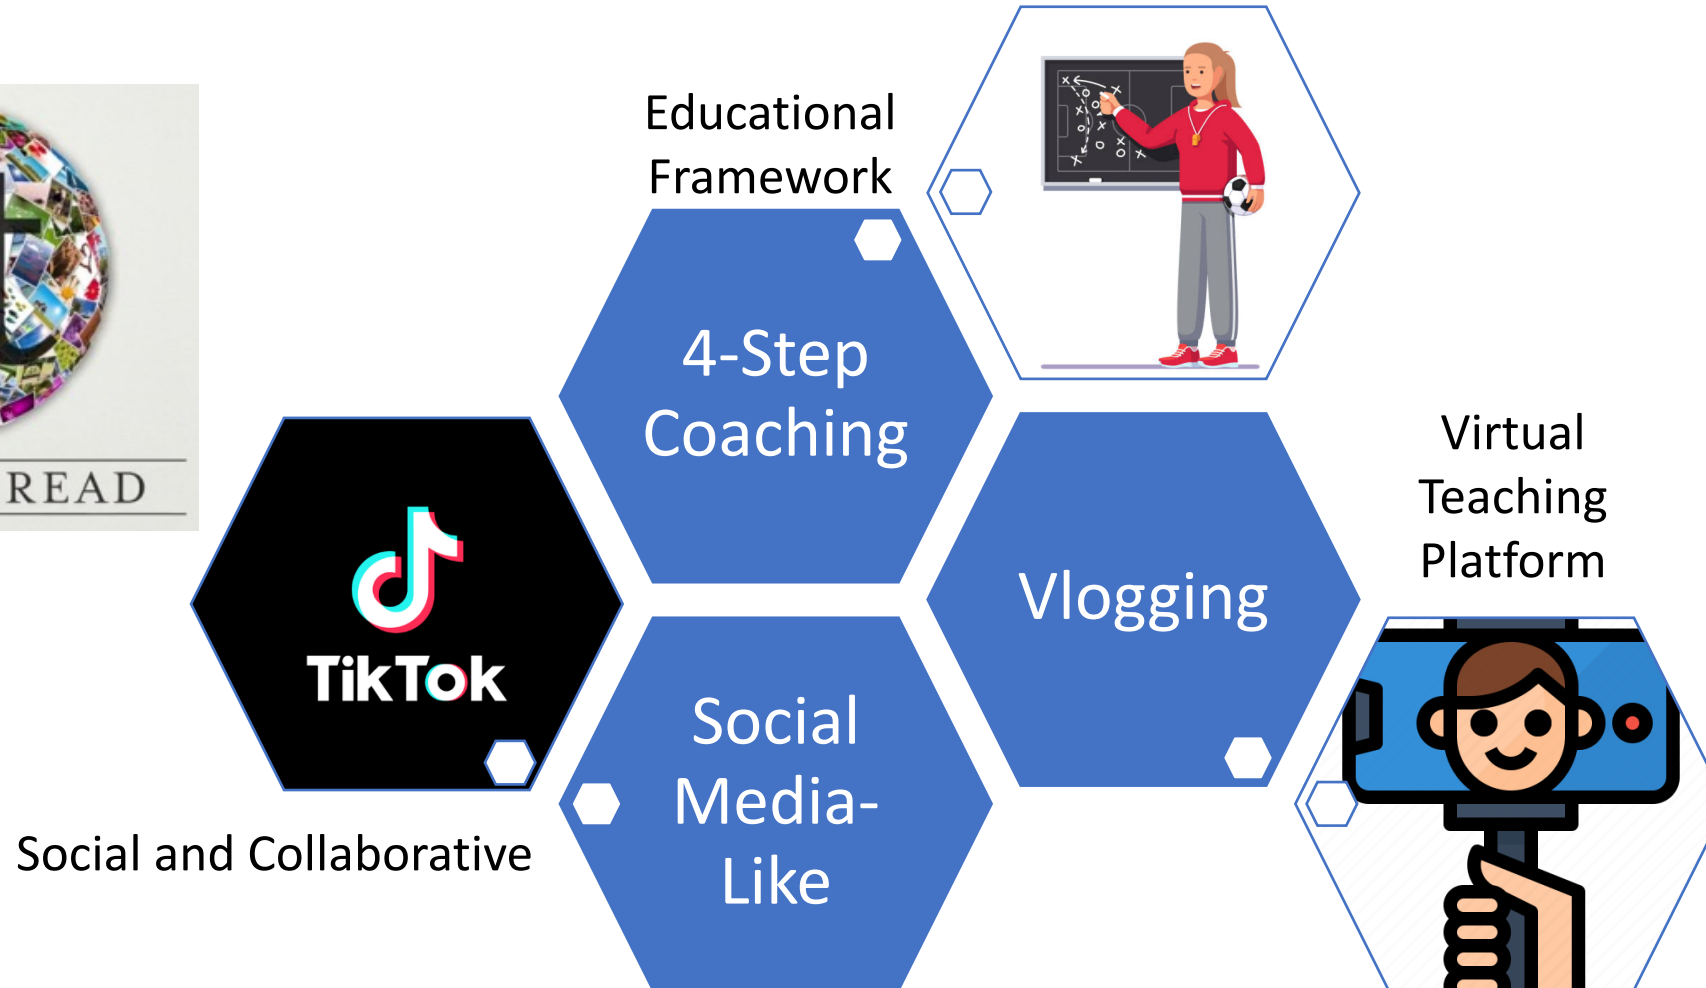 Educational
Framework
4-Step
Coaching
READ
TikTok
Vlogging
Virtual
Teaching
Platform
Social
Media-
Like
Social and Collaborative